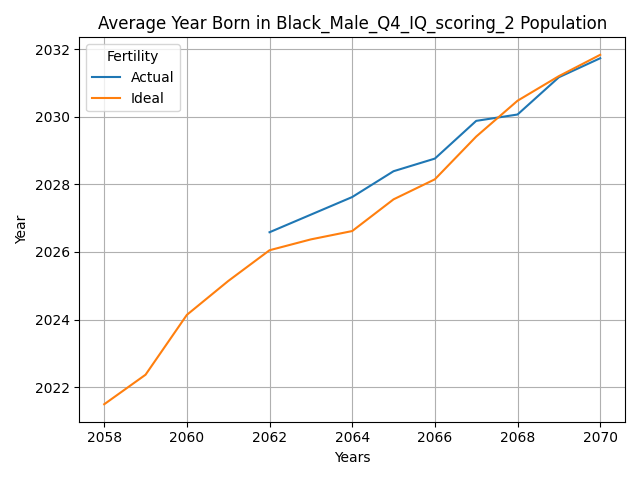 Average Year Born in Black_Male_Q4_IQ_scoring_2 Population
Fertility
Actual
Ideal
2032
2030
2028
2026
2024
2022
Year
2058 2060 2062 2064 2066 2068 2070
Years